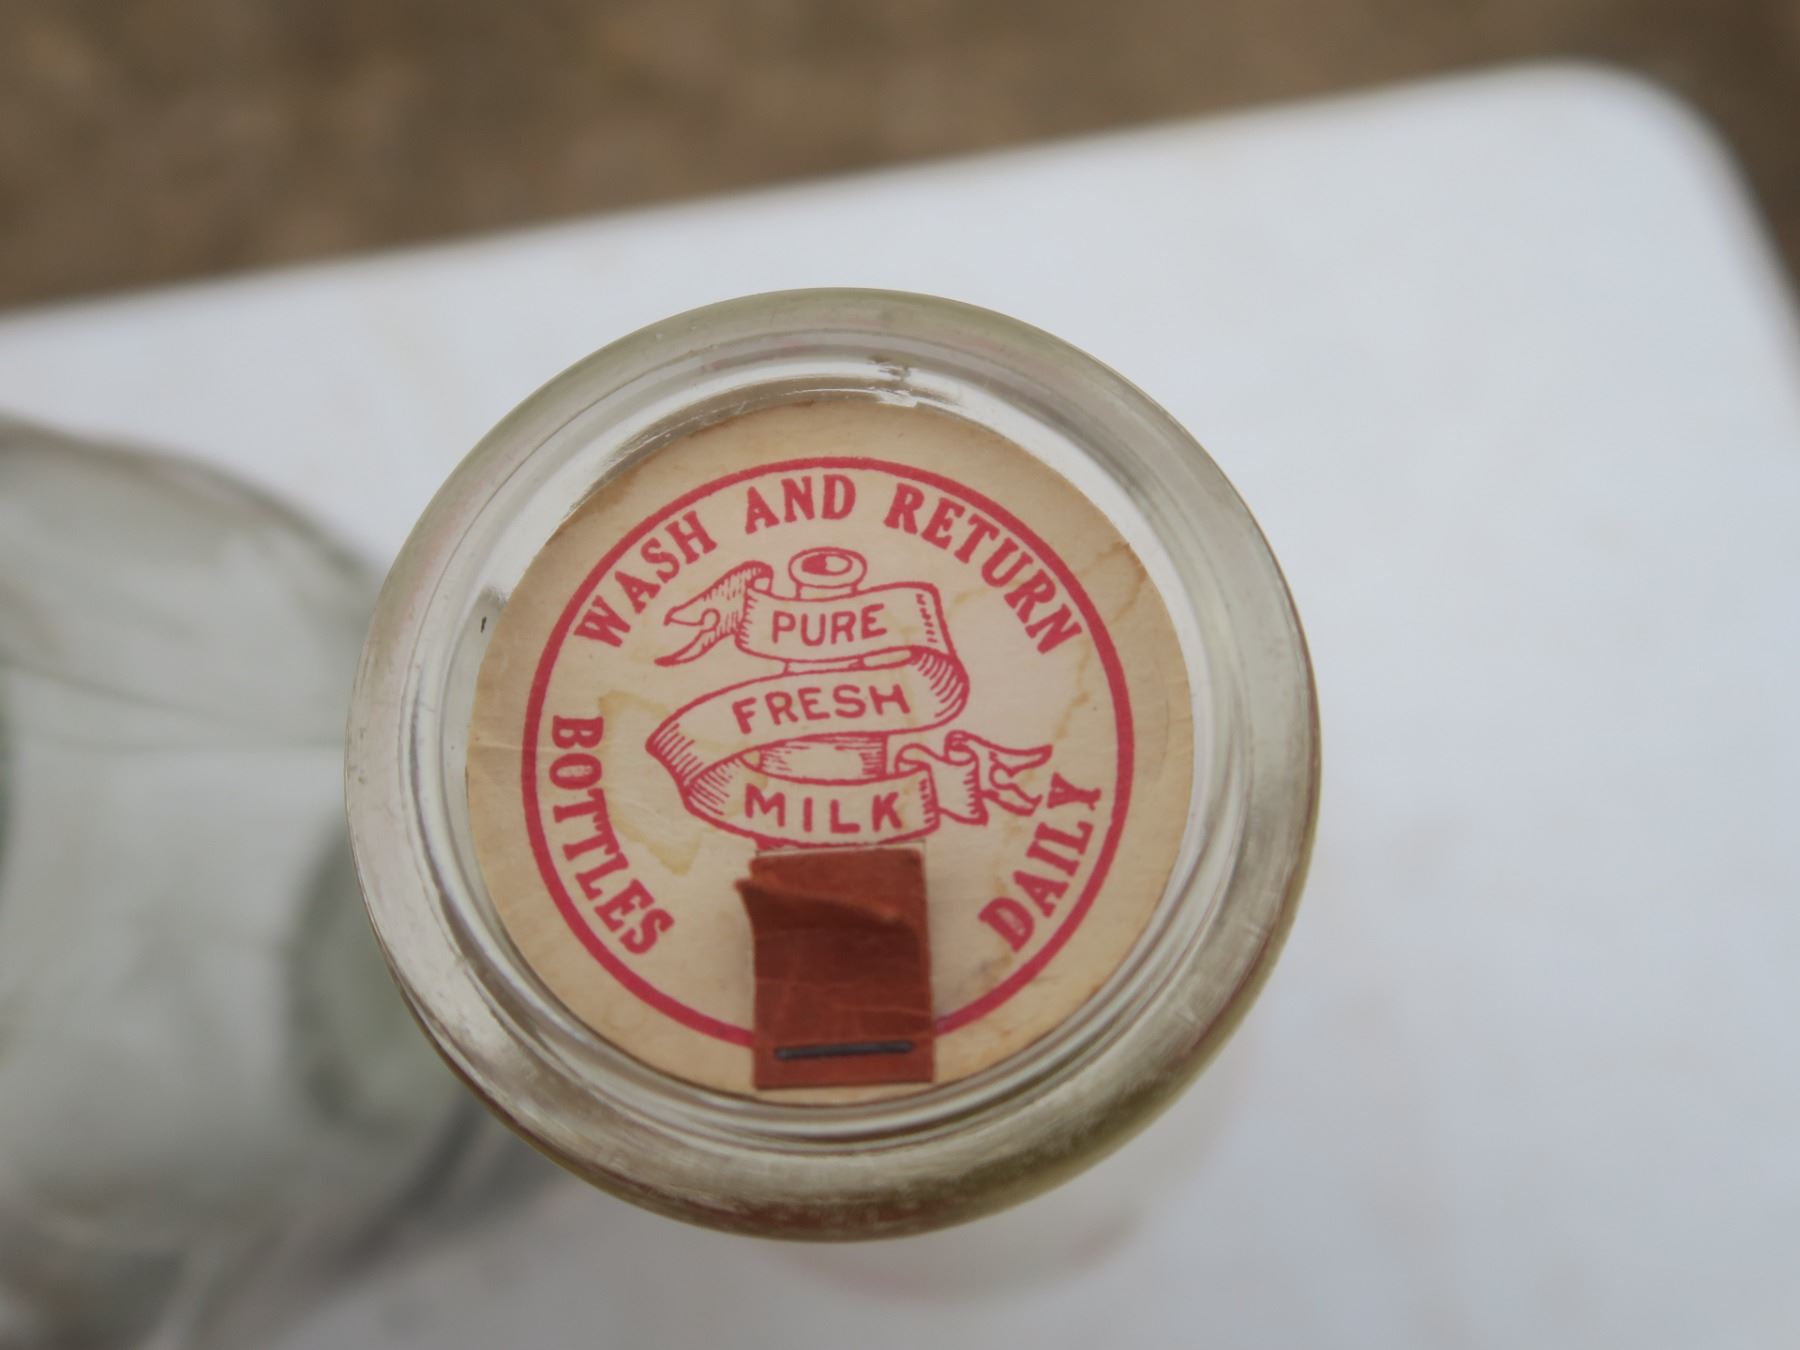 WASH AND RETURN
BOTTLES DAILY
PURE
FRESH
MILK